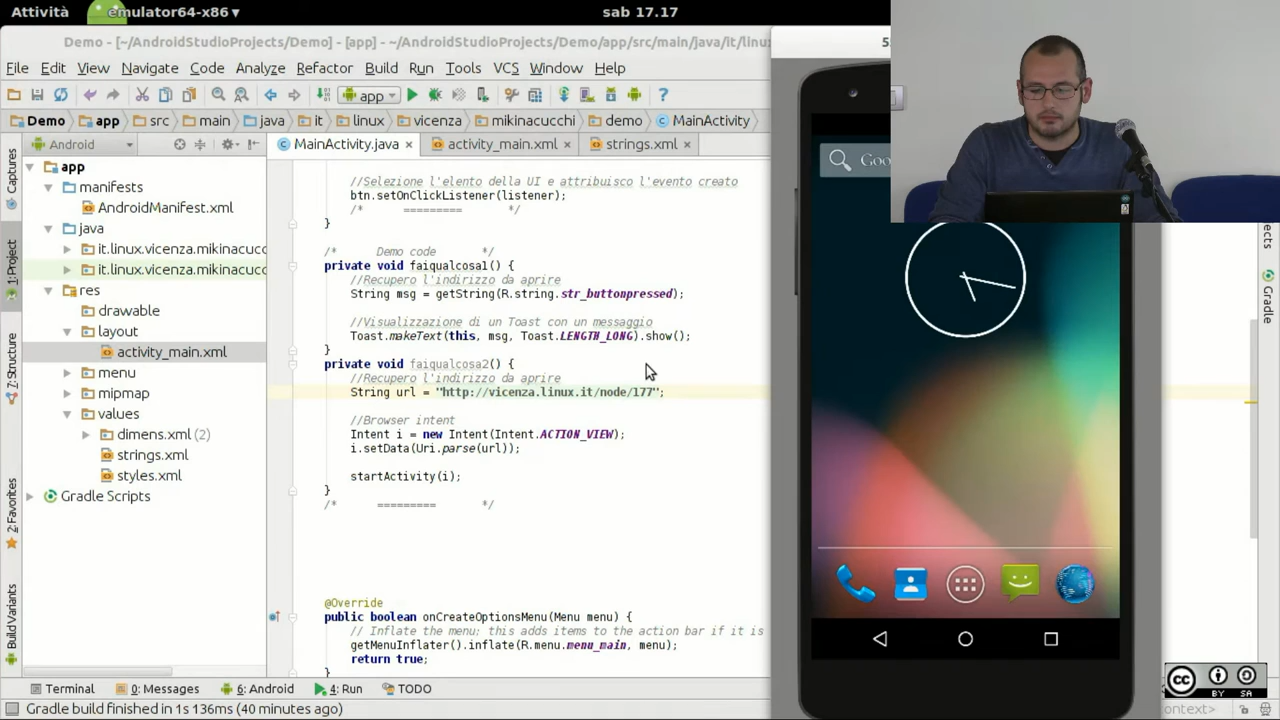 Attività
emulator64-x86
sab 17.17
Demo - [~/AndroidStudioProjects/Demo] - [app] - ~/AndroidStudioProjects/Demo/app/src/main/java/it/linu
File Edit View Navigate Code Analyze Refactor Build Run Tools VCS Window Help
app
Demo app src main java it linux vicenza mikinacucchi demo MainActivity
Android
MainActivity.java
activity_main.xml
strings.xml
Captures
1: Project
7: Structure
2: Favorites
Build Variants
app
manifests
AndroidManifest.xml
java
it.linux.vicenza.mikinacucc
it.linux.vicenza.mikinacucc
res
drawable
layout
activity_main.xml
menu
mipmap
values
dimens.xml (2)
strings.xml
styles.xml
Gradle Scripts
//Selezione l'elento della UI e attribuisco l'evento creato
btn.setOnClickListener(listener);
/* ========= */
}
/* Demo code */
private void faiqualcosa1() {
//Recupero l'indirizzo da aprire
String msg = getString(R.string.str_buttonpressed);
//Visualizzazione di un Toast con un messaggio
Toast.makeText(this, msg, Toast.LENGTH_LONG).show();
}
private void faiqualcosa2() {
//Recupero l'indirizzo da aprire
String url = "http://vicenza.linux.it/node/177";
//Browser intent
Intent i = new Intent(Intent.ACTION_VIEW);
i.setData(Uri.parse(url));
startActivity(i);
}
/* ========= */
@Override
public boolean onCreateOptionsMenu(Menu menu) {
// Inflate the menu; this adds items to the action bar if it is
getMenuInflater().inflate(R.menu.menu_main, menu);
return true;
}
Goo
Gradle
Terminal
0: Messages
6: Android
4: Run
TODO
Gradle build finished in 1s 136ms (40 minutes ago)
context>
cc
BY SA